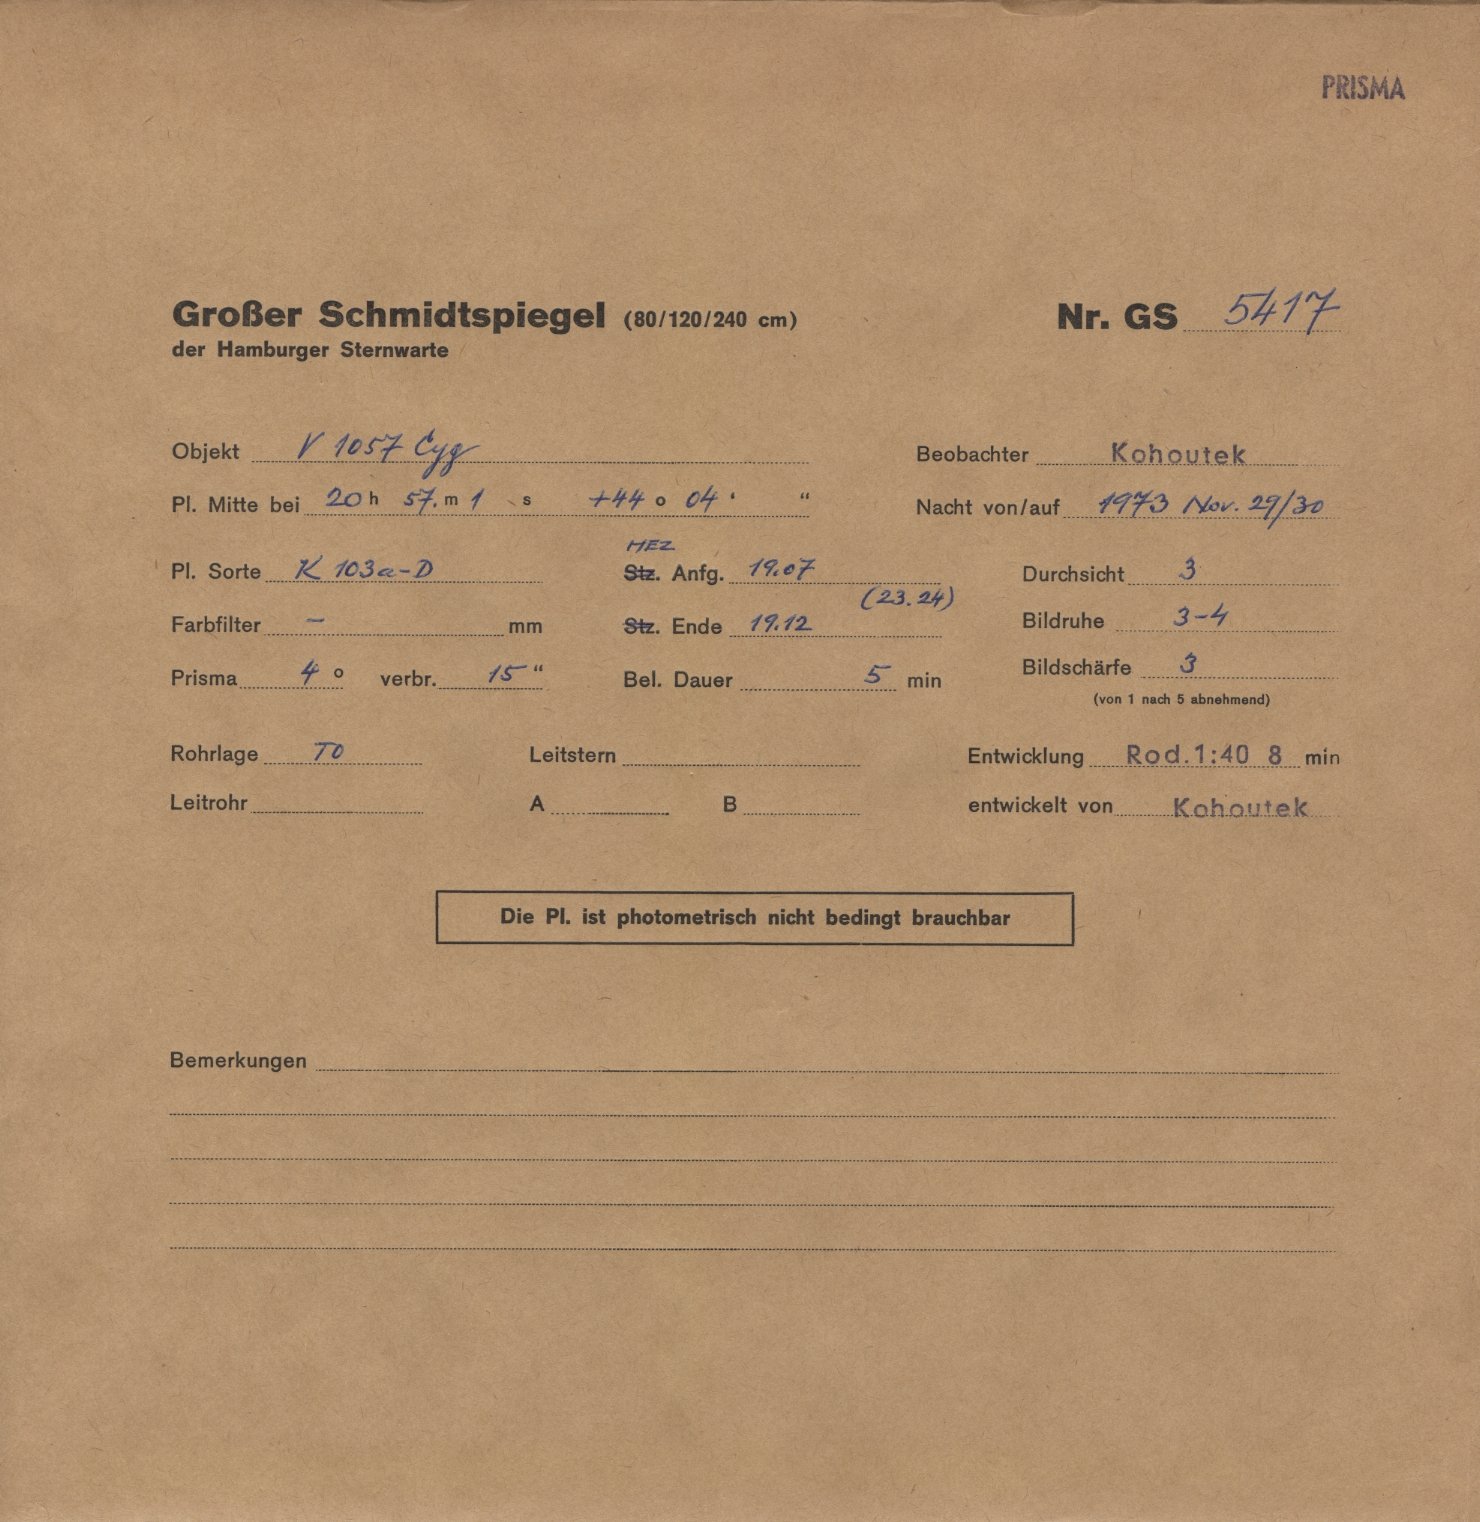 PRISMA
Großer Schmidtspiegel (80/120/240 cm) Nr. GS 5417
der Hamburger Sternwarte
Objekt V 1057 Cyg Beobachter Kohoutek
Pl. Mitte bei 20 h 57. m 1 s +44 o 04 ' " Nacht von/auf 1973 Nov. 29/30
MEZ
Pl. Sorte K 103a-D Stz. Anfg. 19.07 Durchsicht 3
(23.24)
Farbfilter – mm Stz. Ende 19.12 Bildruhe 3-4
Prisma 4 o verbr. 15 " Bel. Dauer 5 min Bildschärfe 3
(von 1 nach 5 abnehmend)
Rohrlage TO Leitstern Entwicklung Rod.1:40 8 min
Leitrohr A B entwickelt von Kohoutek
Die Pl. ist photometrisch nicht bedingt brauchbar
Bemerkungen